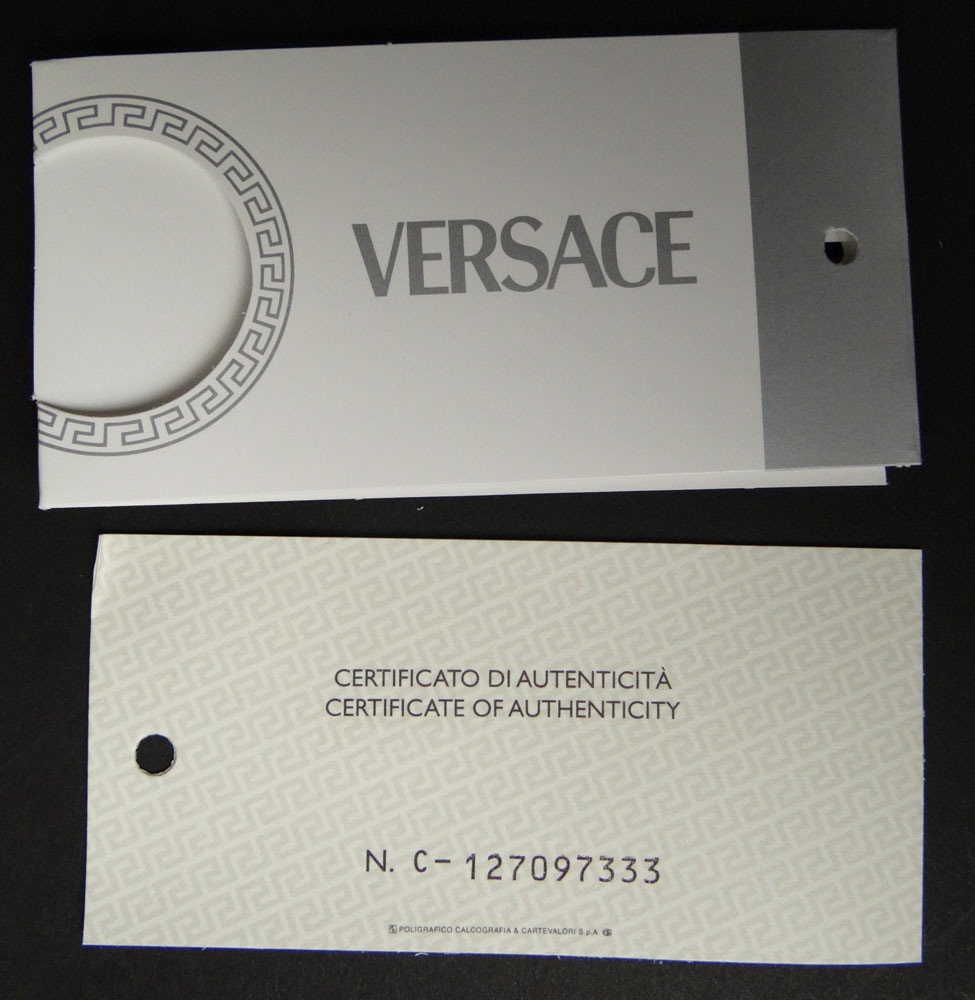 VERSACE
CERTIFICATO DI AUTENTICITÀ
CERTIFICATE OF AUTHENTICITY
N. C-127097333
POLIGRAFICO CALCOGRAFIA & CARTEVALORI S.p.A.